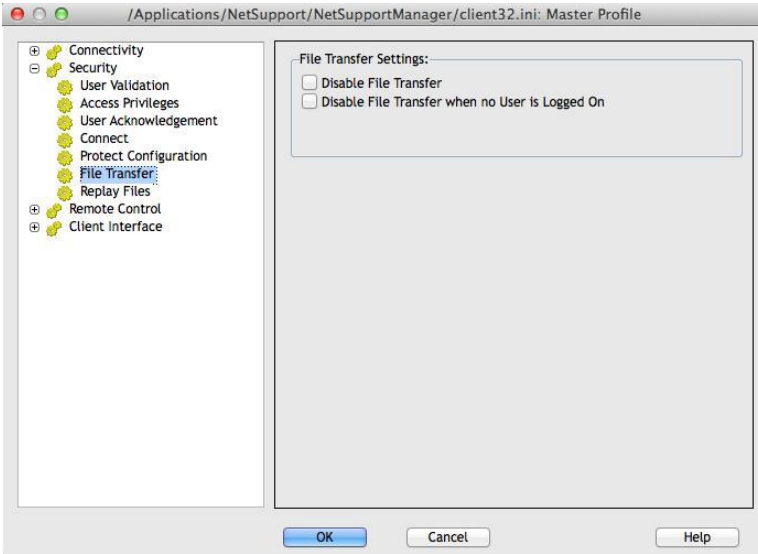 /Applications/NetSupport/NetSupportManager/client32.ini: Master Profile
Connectivity
Security
User Validation
Access Privileges
User Acknowledgement
Connect
Protect Configuration
File Transfer
Replay Files
Remote Control
Client Interface
File Transfer Settings:
Disable File Transfer
Disable File Transfer when no User is Logged On
OK
Cancel
Help